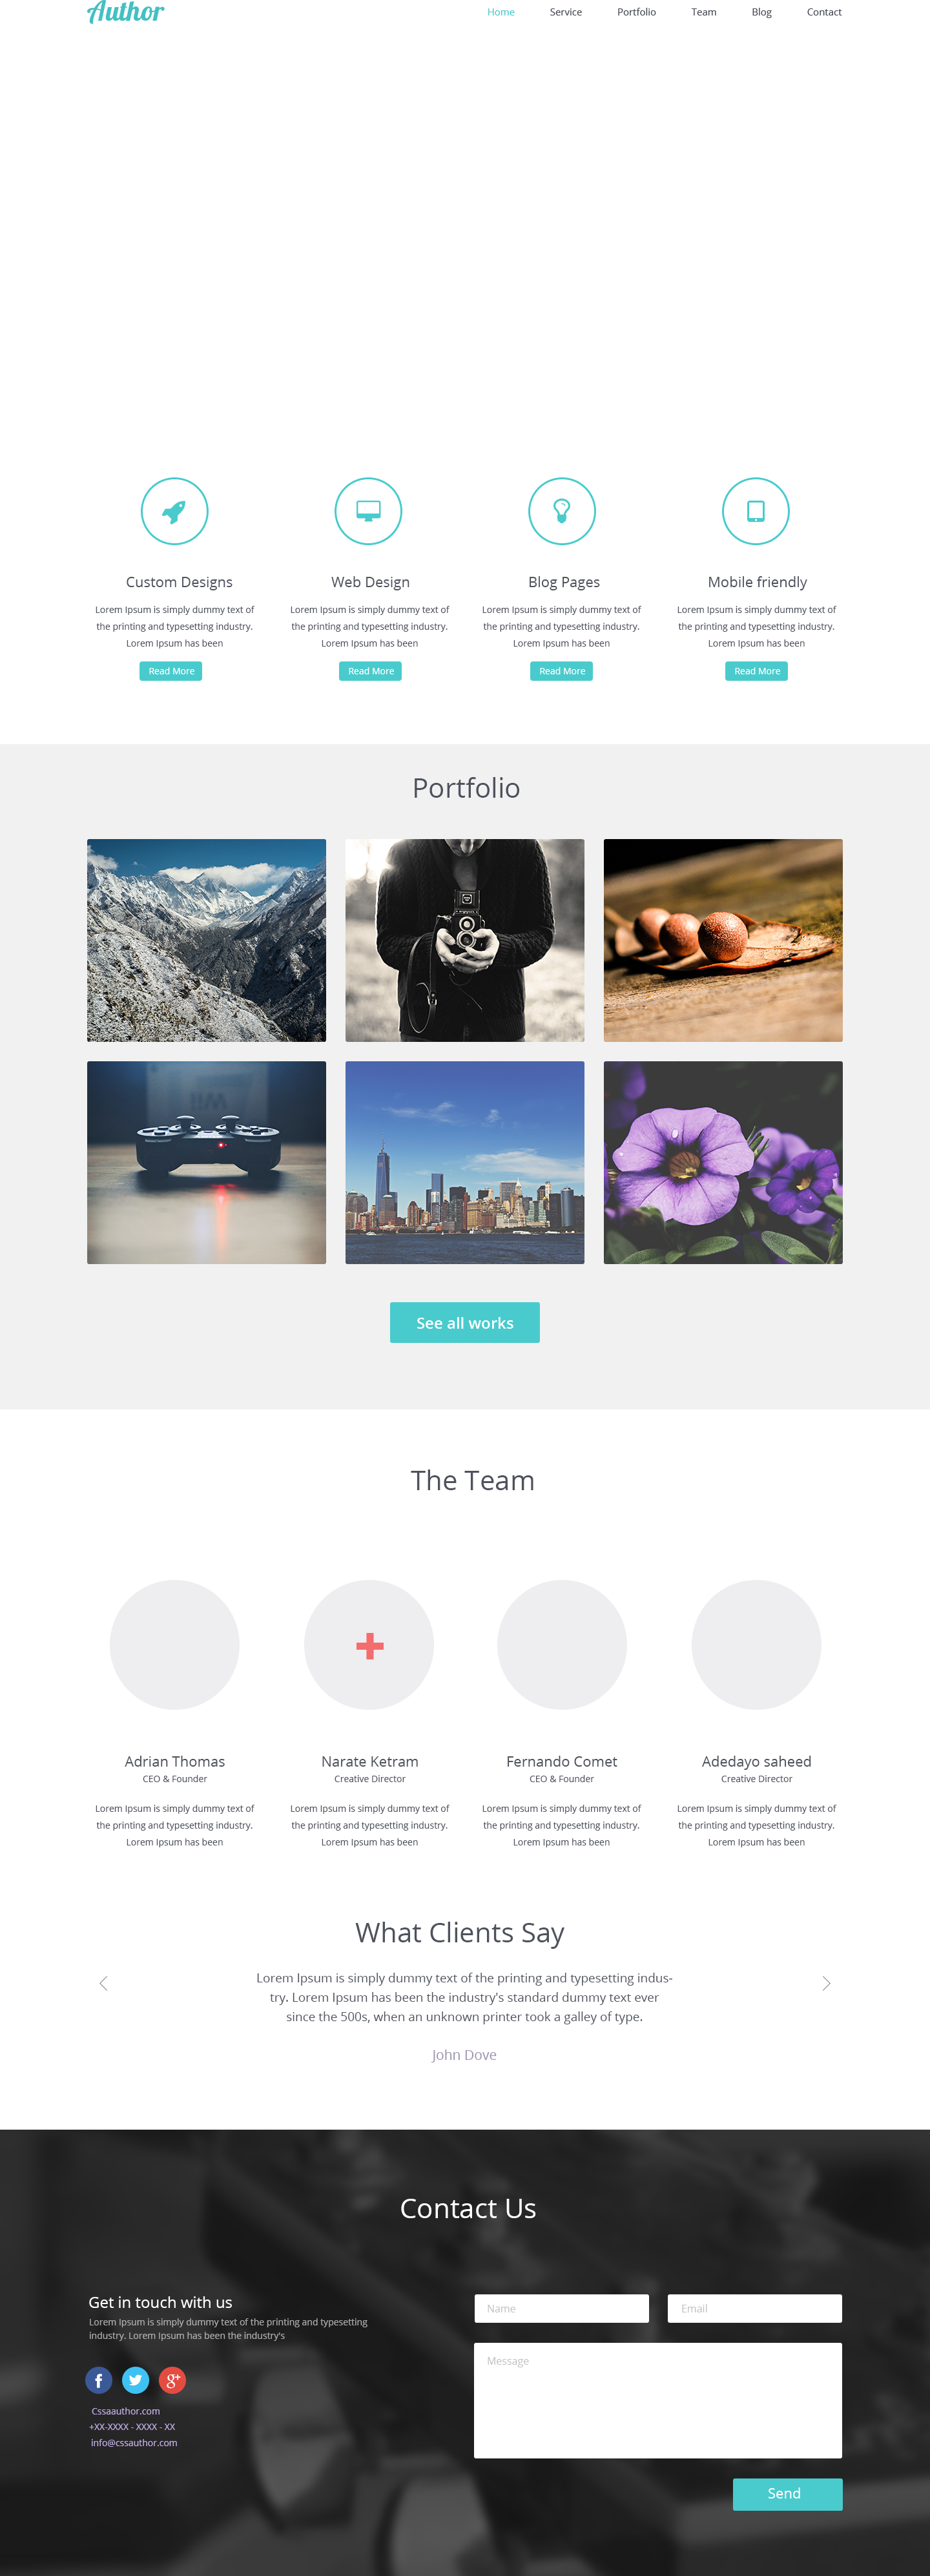 Author
Home Service Portfolio Team Blog Contact
Custom Designs
Lorem Ipsum is simply dummy text of
the printing and typesetting industry.
Lorem Ipsum has been
Read More
Web Design
Lorem Ipsum is simply dummy text of
the printing and typesetting industry.
Lorem Ipsum has been
Read More
Blog Pages
Lorem Ipsum is simply dummy text of
the printing and typesetting industry.
Lorem Ipsum has been
Read More
Mobile friendly
Lorem Ipsum is simply dummy text of
the printing and typesetting industry.
Lorem Ipsum has been
Read More
Portfolio
See all works
The Team
Adrian Thomas
CEO & Founder
Lorem Ipsum is simply dummy text of
the printing and typesetting industry.
Lorem Ipsum has been
Narate Ketram
Creative Director
Lorem Ipsum is simply dummy text of
the printing and typesetting industry.
Lorem Ipsum has been
Fernando Comet
CEO & Founder
Lorem Ipsum is simply dummy text of
the printing and typesetting industry.
Lorem Ipsum has been
Adedayo saheed
Creative Director
Lorem Ipsum is simply dummy text of
the printing and typesetting industry.
Lorem Ipsum has been
What Clients Say
Lorem Ipsum is simply dummy text of the printing and typesetting indus-
try. Lorem Ipsum has been the industry's standard dummy text ever
since the 500s, when an unknown printer took a galley of type.
John Dove
Contact Us
Get in touch with us
Lorem Ipsum is simply dummy text of the printing and typesetting
industry. Lorem Ipsum has been the industry's
Cssaauthor.com
+XX-XXXX - XXXX - XX
info@cssauthor.com
Name
Email
Message
Send